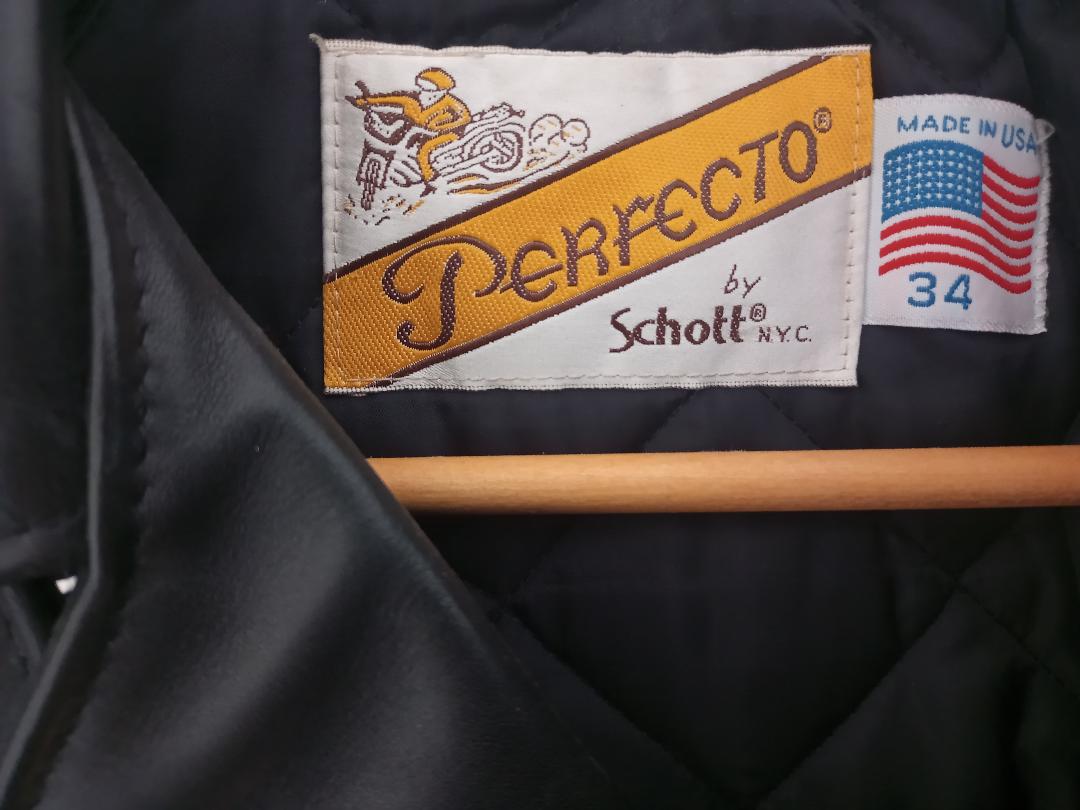 PERFECTO®
by
Schott® N.Y.C.
MADE IN USA
34